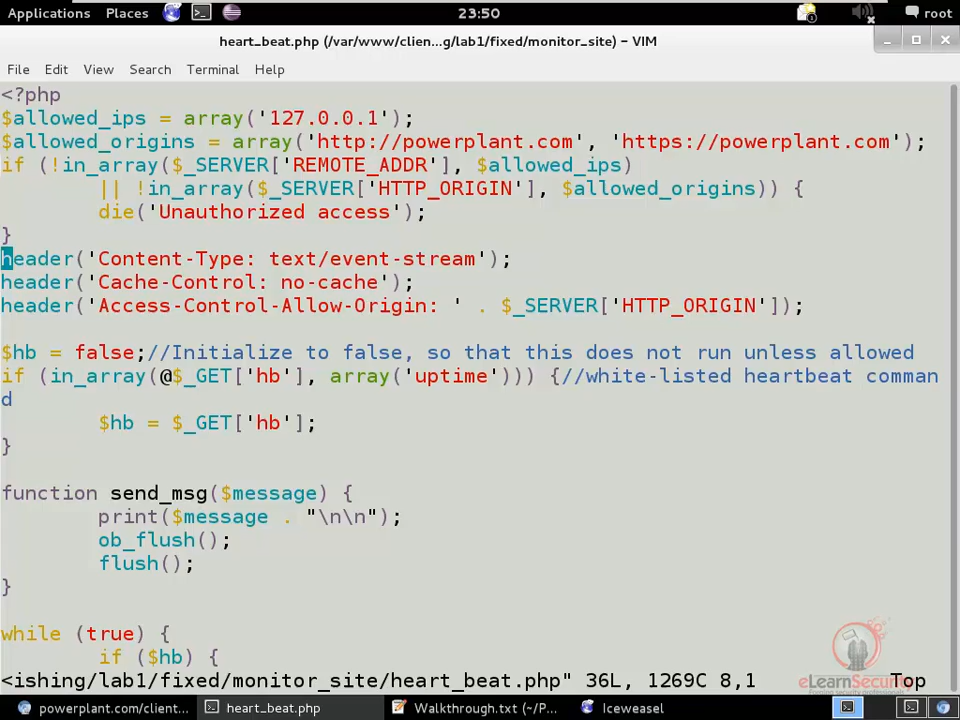 Applications Places 23:50 root
heart_beat.php (/var/www/clien...g/lab1/fixed/monitor_site) - VIM
File Edit View Search Terminal Help
<?php
$allowed_ips = array('127.0.0.1');
$allowed_origins = array('http://powerplant.com', 'https://powerplant.com');
if (!in_array($_SERVER['REMOTE_ADDR'], $allowed_ips)
|| !in_array($_SERVER['HTTP_ORIGIN'], $allowed_origins)) {
die('Unauthorized access');
}
header('Content-Type: text/event-stream');
header('Cache-Control: no-cache');
header('Access-Control-Allow-Origin: ' . $_SERVER['HTTP_ORIGIN']);
$hb = false;//Initialize to false, so that this does not run unless allowed
if (in_array(@$_GET['hb'], array('uptime'))) {//white-listed heartbeat comman
d
$hb = $_GET['hb'];
}
function send_msg($message) {
print($message . "\n\n");
ob_flush();
flush();
}
while (true) {
if ($hb) {
<ishing/lab1/fixed/monitor_site/heart_beat.php" 36L, 1269C 8,1 Top
eLearnSecurity
Forging security professionals
powerplant.com/client... heart_beat.php Walkthrough.txt (~/P... Iceweasel